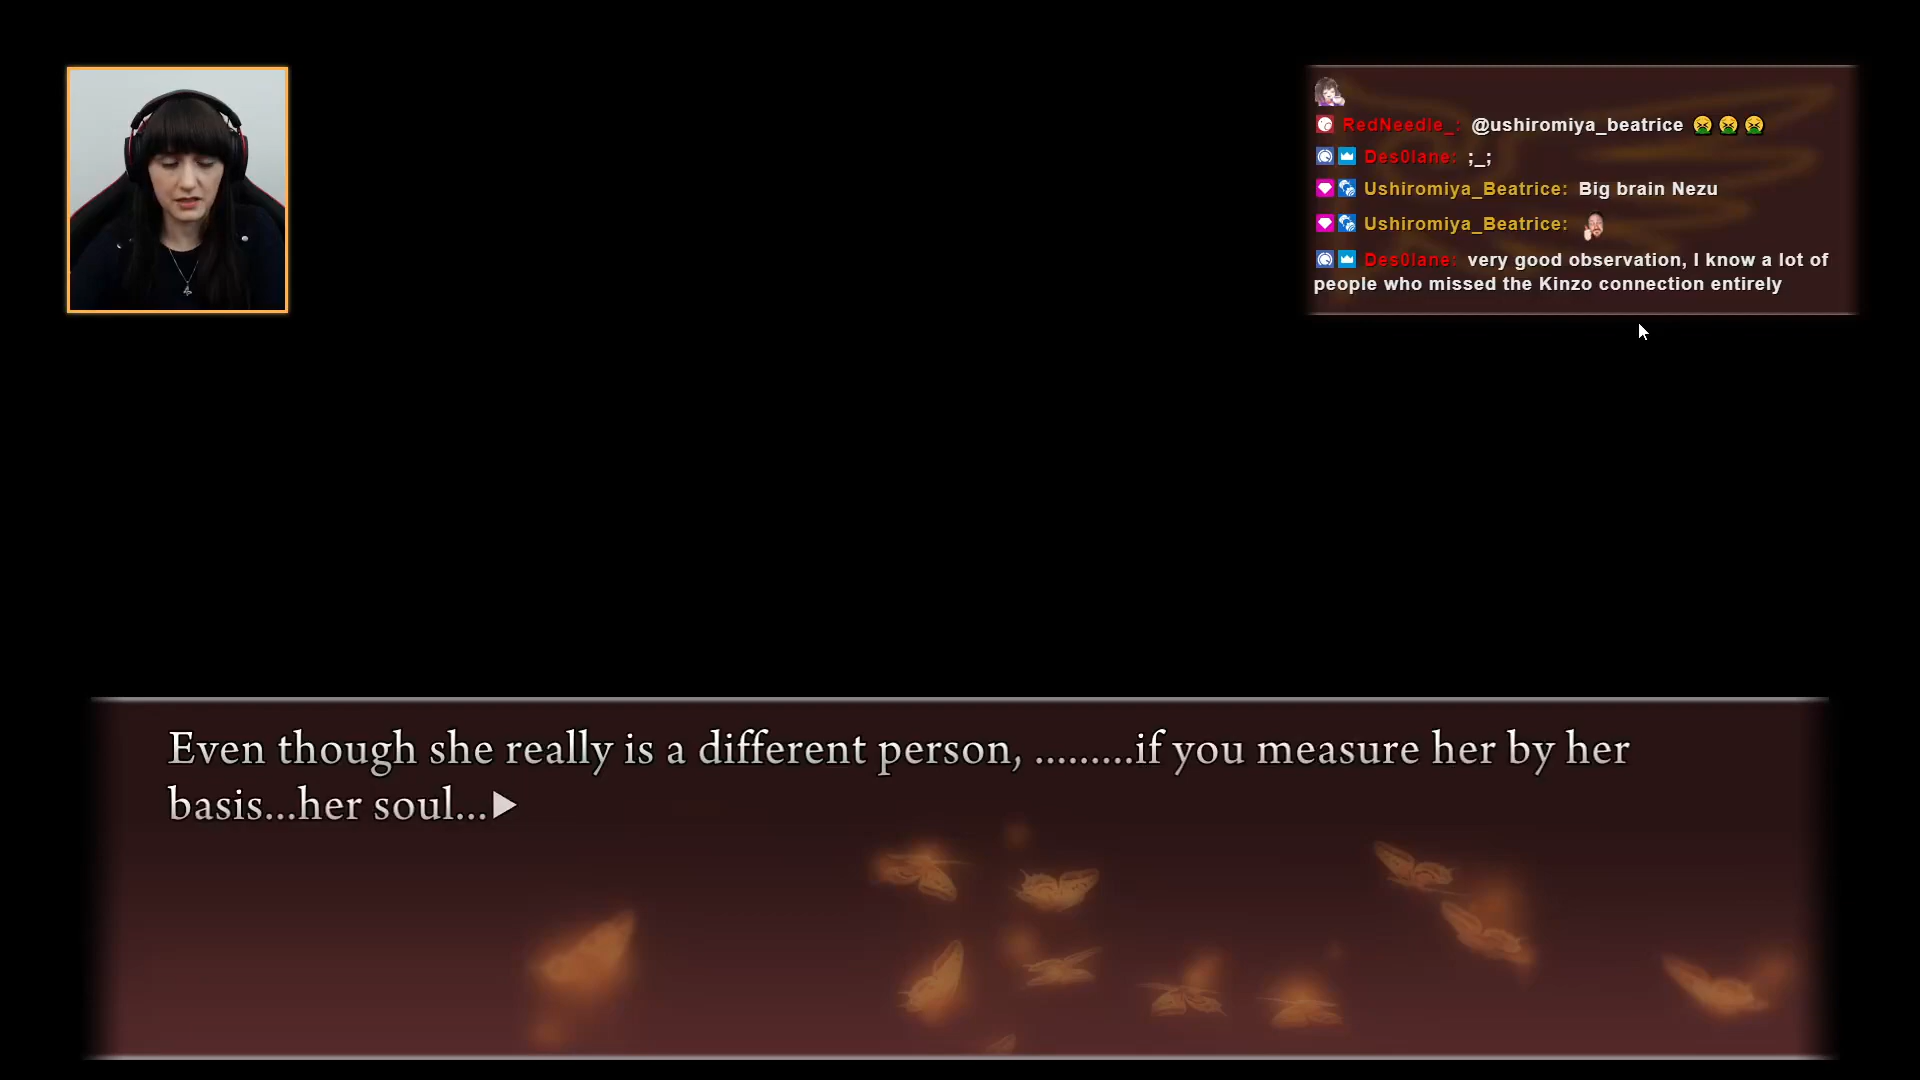 RedNeedle_: @ushiromiya_beatrice
Des0lane: ;_;
Ushiromiya_Beatrice: Big brain Nezu
Ushiromiya_Beatrice:
Des0lane: very good observation, I know a lot of
people who missed the Kinzo connection entirely
Even though she really is a different person, .........if you measure her by her
basis...her soul...